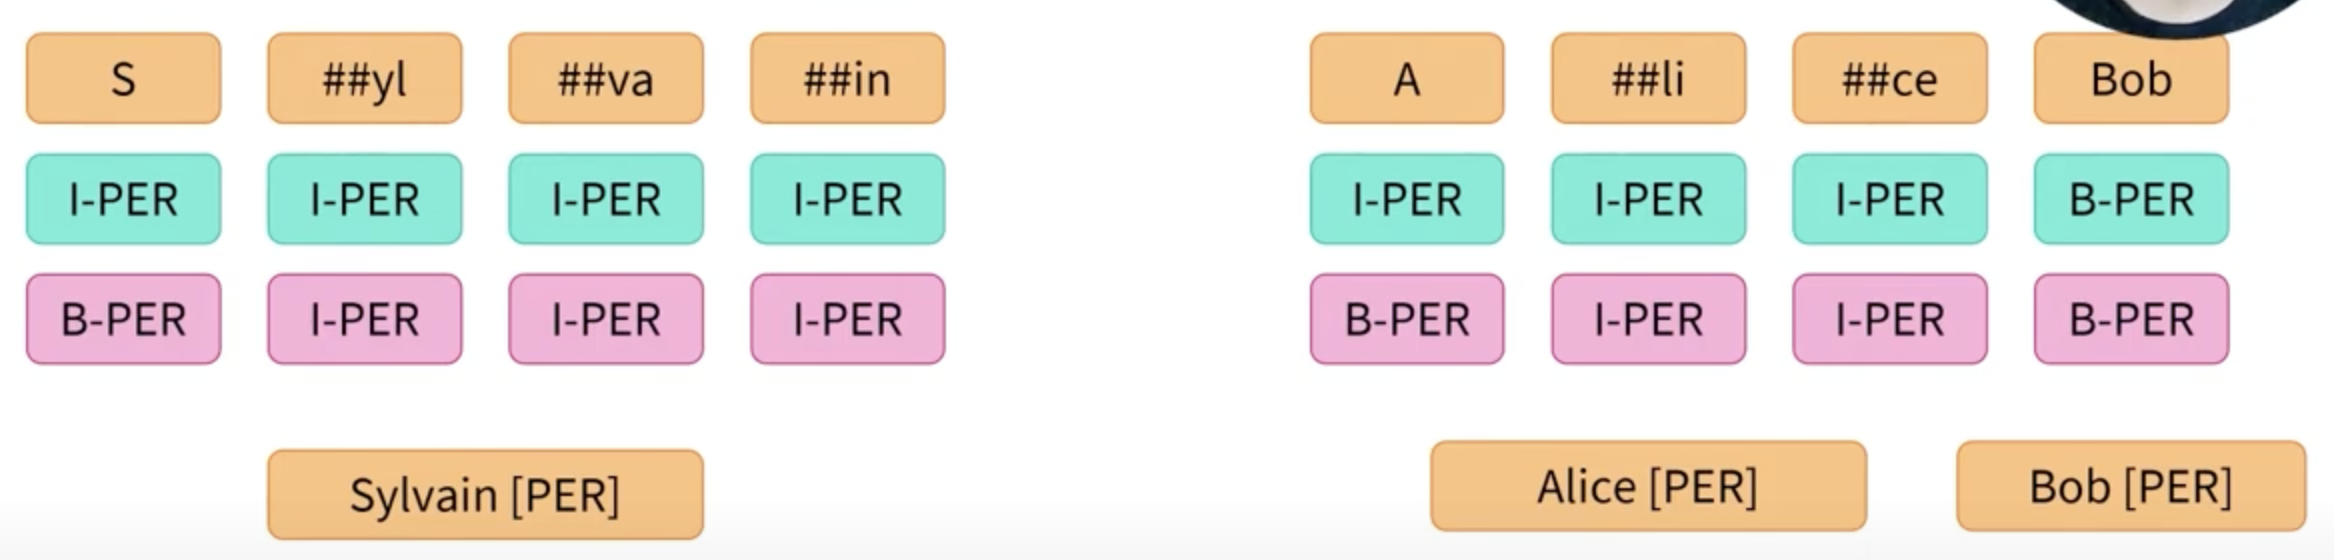 S ##yl ##va ##in A ##li ##ce Bob
I-PER I-PER I-PER I-PER I-PER I-PER I-PER B-PER
B-PER I-PER I-PER I-PER B-PER I-PER I-PER B-PER
Sylvain [PER] Alice [PER] Bob [PER]